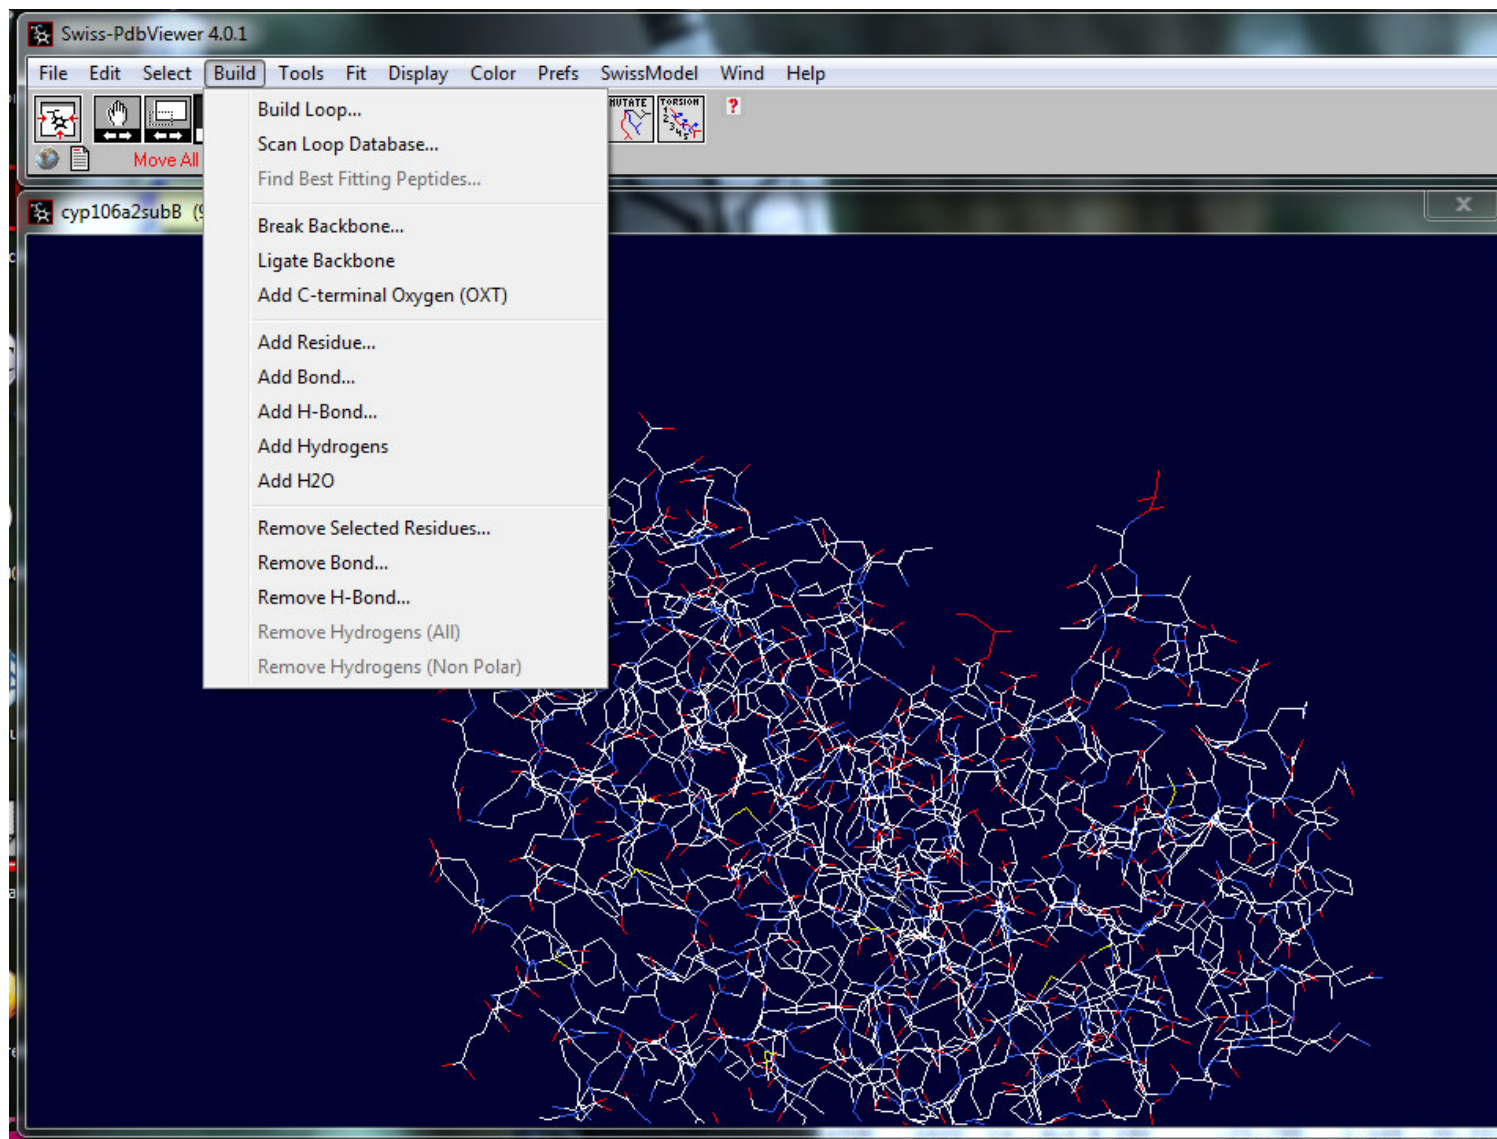 Swiss-PdbViewer 4.0.1
File Edit Select Build Tools Fit Display Color Prefs SwissModel Wind Help
MUTATE TORSION ?
Move All
cyp106a2subB (9
Build Loop...
Scan Loop Database...
Find Best Fitting Peptides...
Break Backbone...
Ligate Backbone
Add C-terminal Oxygen (OXT)
Add Residue...
Add Bond...
Add H-Bond...
Add Hydrogens
Add H2O
Remove Selected Residues...
Remove Bond...
Remove H-Bond...
Remove Hydrogens (All)
Remove Hydrogens (Non Polar)